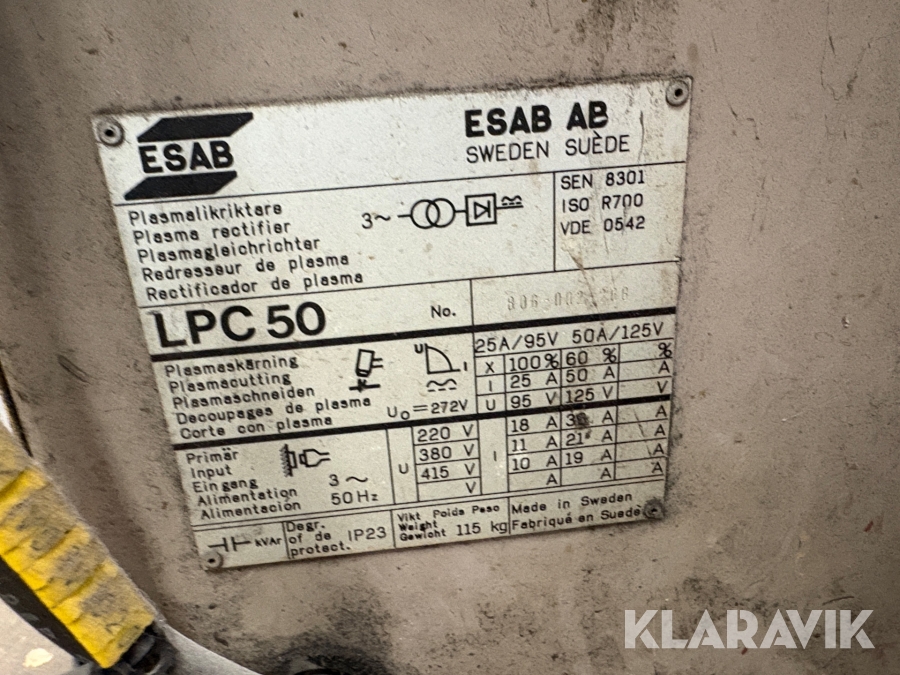 ESAB
ESAB AB
SWEDEN SUÈDE
Plasmalikriktare
Plasma rectifier
Plasmagleichrichter
Redresseur de plasma
Rectificador de plasma
3~
SEN 8301
ISO R700
VDE 0542
LPC 50
No.
Plasmaskärning
Plasmacutting
Plasmaschneiden
Decoupages de plasma
Corte con plasma
U
I
U₀=272V
25A/95V 50A/125V
X 100% 60 % %
I 25 A 50 A A
U 95 V 125 V V
Primär
Input
Eingang
Alimentation
Alimentación
3~
50Hz
U
220 V
380 V
415 V
V
I
18 A A A
11 A 21 A A
10 A 19 A A
A A A
kVAr
Degr.
of de IP23
protect.
Vikt Poids Peso
Weight
Gewicht 115 kg
Made in Sweden
Fabriqué en Suede
KLARAVIK